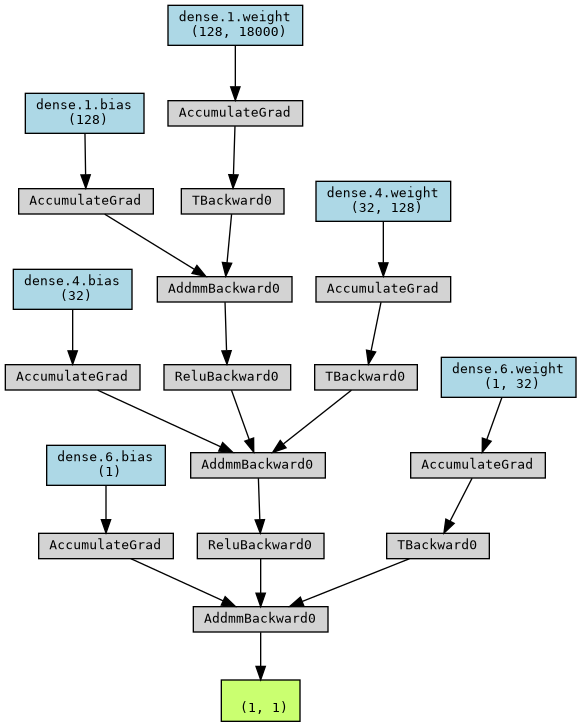 dense.1.weight
(128, 18000)
dense.1.bias
(128)
AccumulateGrad
AccumulateGrad
TBackward0
dense.4.weight
(32, 128)
dense.4.bias
(32)
AddmmBackward0
AccumulateGrad
AccumulateGrad
ReluBackward0
TBackward0
dense.6.weight
(1, 32)
dense.6.bias
(1)
AddmmBackward0
AccumulateGrad
AccumulateGrad
ReluBackward0
TBackward0
AddmmBackward0
(1, 1)